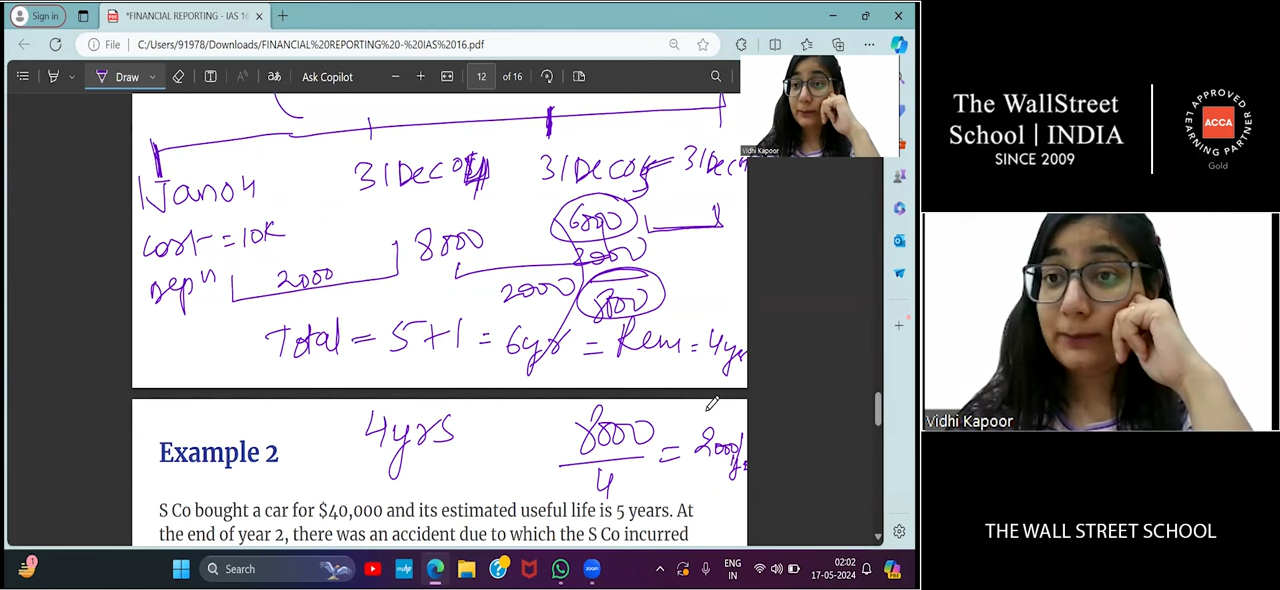 Sign in
*FINANCIAL REPORTING - IAS 16
File
C:/Users/91978/Downloads/FINANCIAL%20REPORTING%20-%20IAS%2016.pdf
Draw
Ask Copilot
12
of 16
Vidhi Kapoor
1 Jan 04
31 Dec 04
31 Dec 05
31 Dec
cost = 10K
8000
6000
2000
Depn
2000
2000
8000
Total = 5+1 = 6yr = Rem = 4yrs
4yrs
8000
4
= 2000/yr
Example 2
S Co bought a car for $40,000 and its estimated useful life is 5 years. At
the end of year 2, there was an accident due to which the S Co incurred
Search
ENG
IN
02:02
17-05-2024
The WallStreet
School | INDIA
SINCE 2009
APPROVED
LEARNING PARTNER
ACCA
Gold
Vidhi Kapoor
THE WALL STREET SCHOOL